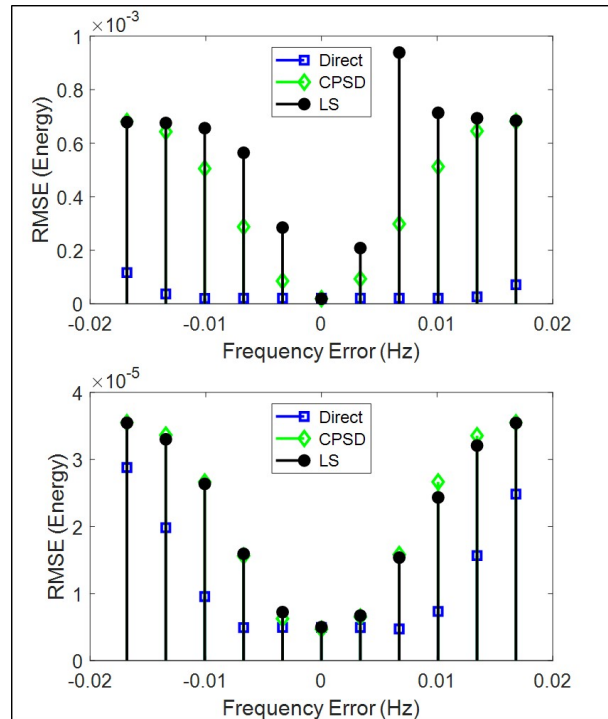 ×10⁻³
1
0.8
0.6
0.4
0.2
0
RMSE (Energy)
Direct
CPSD
LS
-0.02 -0.01 0 0.01 0.02
Frequency Error (Hz)
×10⁻⁵
4
3
2
1
0
RMSE (Energy)
Direct
CPSD
LS
-0.02 -0.01 0 0.01 0.02
Frequency Error (Hz)